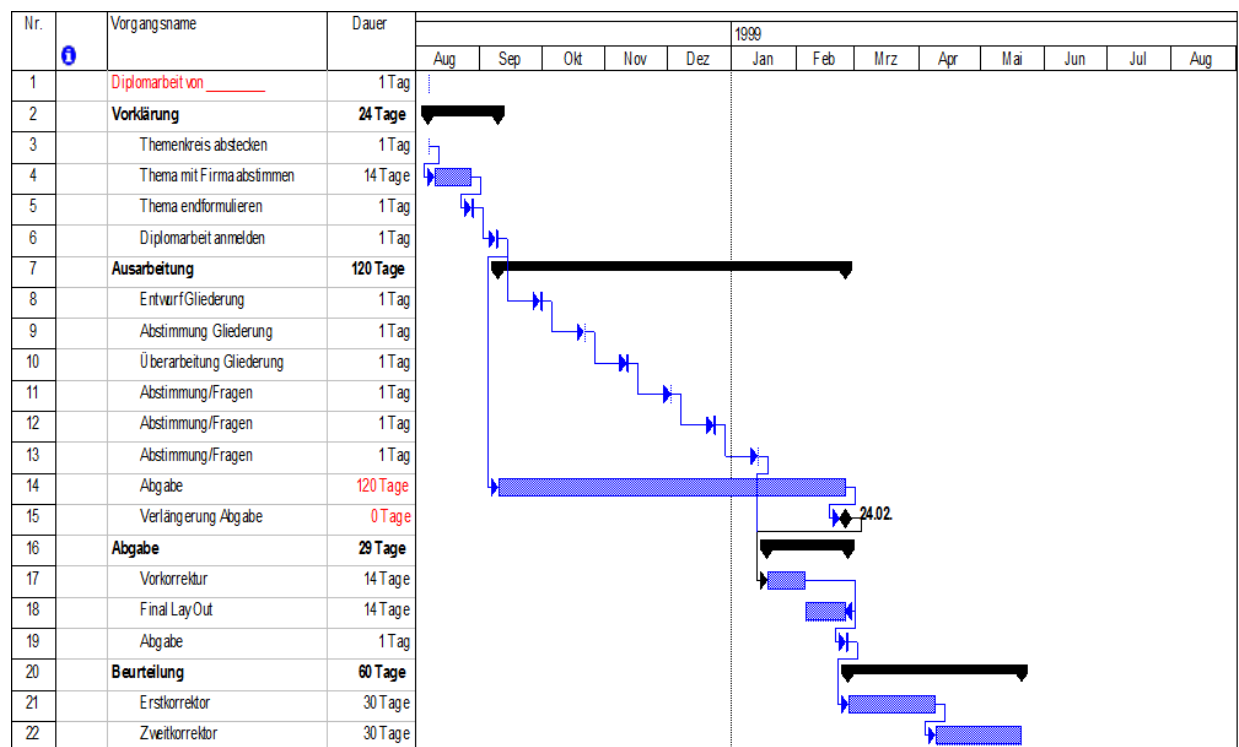 Nr. Vorgangsname Dauer
1999
Aug Sep Okt Nov Dez Jan Feb Mrz Apr Mai Jun Jul Aug
1 Diplomarbeit von ________ 1 Tag
2 Vorklärung 24 Tage
3 Themenkreis abstecken 1 Tag
4 Thema mit Firma abstimmen 14 Tage
5 Thema endformulieren 1 Tag
6 Diplomarbeit anmelden 1 Tag
7 Ausarbeitung 120 Tage
8 Entwurf Gliederung 1 Tag
9 Abstimmung Gliederung 1 Tag
10 Überarbeitung Gliederung 1 Tag
11 Abstimmung/Fragen 1 Tag
12 Abstimmung/Fragen 1 Tag
13 Abstimmung/Fragen 1 Tag
14 Abgabe 120 Tage
15 Verlängerung Abgabe 0 Tage 24.02.
16 Abgabe 29 Tage
17 Vorkorrektur 14 Tage
18 Final LayOut 14 Tage
19 Abgabe 1 Tag
20 Beurteilung 60 Tage
21 Erstkorrektor 30 Tage
22 Zweitkorrektor 30 Tage